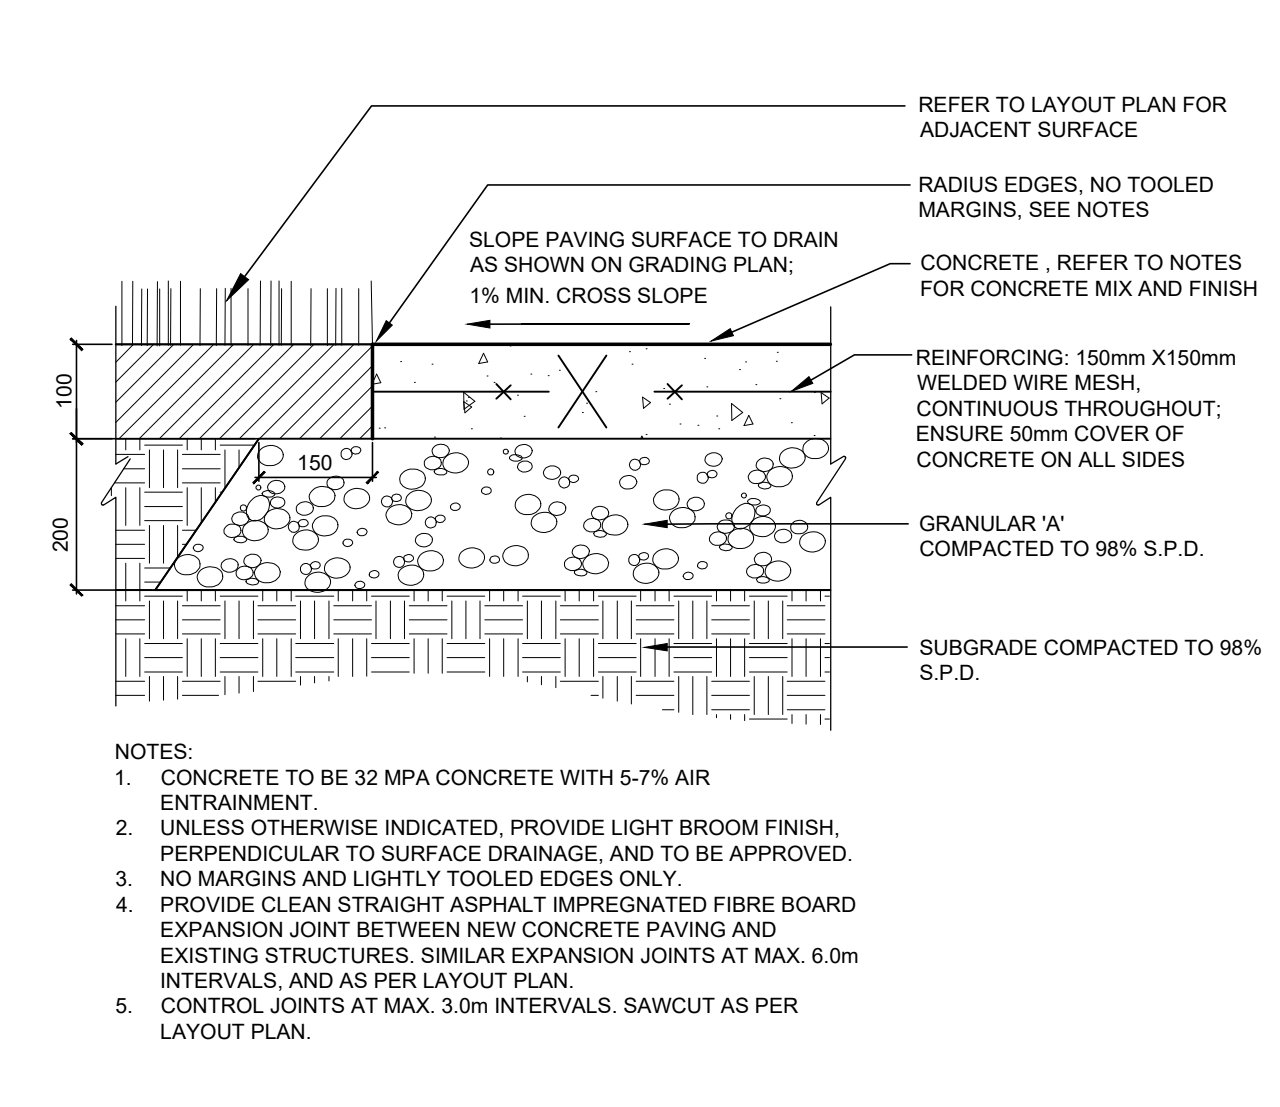 REFER TO LAYOUT PLAN FOR
ADJACENT SURFACE
RADIUS EDGES, NO TOOLED
MARGINS, SEE NOTES
SLOPE PAVING SURFACE TO DRAIN
AS SHOWN ON GRADING PLAN;
1% MIN. CROSS SLOPE
CONCRETE , REFER TO NOTES
FOR CONCRETE MIX AND FINISH
REINFORCING: 150mm X150mm
WELDED WIRE MESH,
CONTINUOUS THROUGHOUT;
ENSURE 50mm COVER OF
CONCRETE ON ALL SIDES
100
150
200
GRANULAR 'A'
COMPACTED TO 98% S.P.D.
SUBGRADE COMPACTED TO 98%
S.P.D.
NOTES:
1. CONCRETE TO BE 32 MPA CONCRETE WITH 5-7% AIR
ENTRAINMENT.
2. UNLESS OTHERWISE INDICATED, PROVIDE LIGHT BROOM FINISH,
PERPENDICULAR TO SURFACE DRAINAGE, AND TO BE APPROVED.
3. NO MARGINS AND LIGHTLY TOOLED EDGES ONLY.
4. PROVIDE CLEAN STRAIGHT ASPHALT IMPREGNATED FIBRE BOARD
EXPANSION JOINT BETWEEN NEW CONCRETE PAVING AND
EXISTING STRUCTURES. SIMILAR EXPANSION JOINTS AT MAX. 6.0m
INTERVALS, AND AS PER LAYOUT PLAN.
5. CONTROL JOINTS AT MAX. 3.0m INTERVALS. SAWCUT AS PER
LAYOUT PLAN.